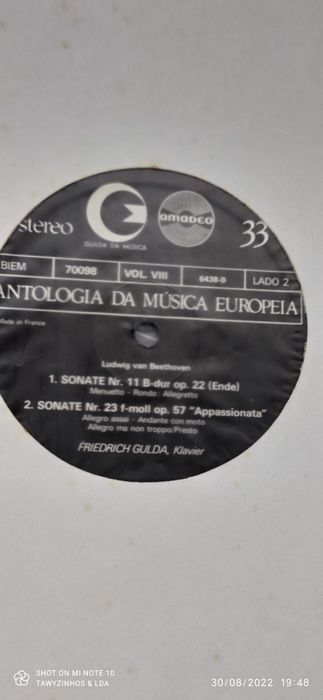 stereo
GUILDA DA MÚSICA
amadeo
33
BIEM 70098 VOL. VIII 6438-B LADO 2
ANTOLOGIA DA MÚSICA EUROPEIA
Made in France
Ludwig van Beethoven
1. SONATE Nr. 11 B-dur op. 22 (Ende)
Menuetto - Rondo: Allegretto
2. SONATE Nr. 23 f-moll op. 57 "Appassionata"
Allegro assai - Andante con moto
Allegro ma non troppo/Presto
FRIEDRICH GULDA, Klavier
SHOT ON MI NOTE 10
TAWYZINHOS & LDA
30/08/2022 19:48